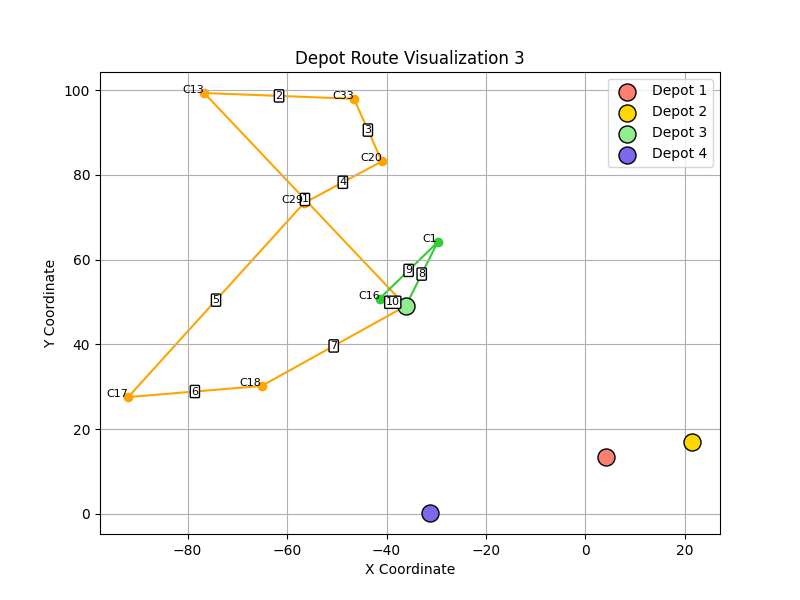 Depot Route Visualization 3
Depot 1
Depot 2
Depot 3
Depot 4
C13
2
C33
3
C20
4
C29
1
C1
9
8
C16
10
5
7
C17
6
C18
100
80
60
40
20
0
Y Coordinate
−80
−60
−40
−20
0
20
X Coordinate